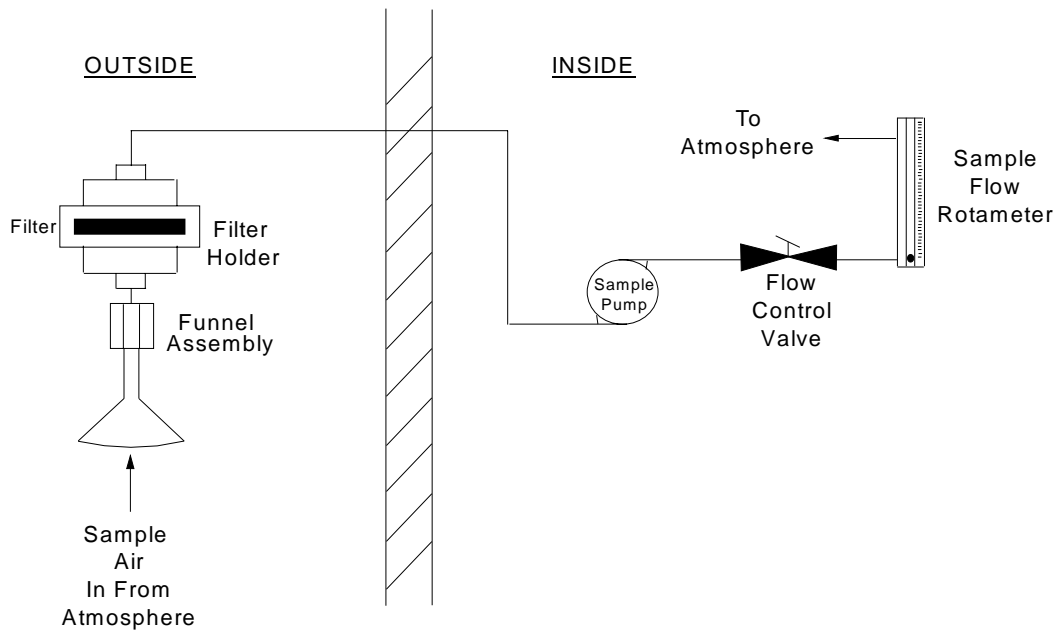 OUTSIDE
INSIDE
To
Atmosphere
Sample
Flow
Rotameter
Filter
Filter
Holder
Sample
Pump
Flow
Control
Valve
Funnel
Assembly
Sample
Air
In From
Atmosphere